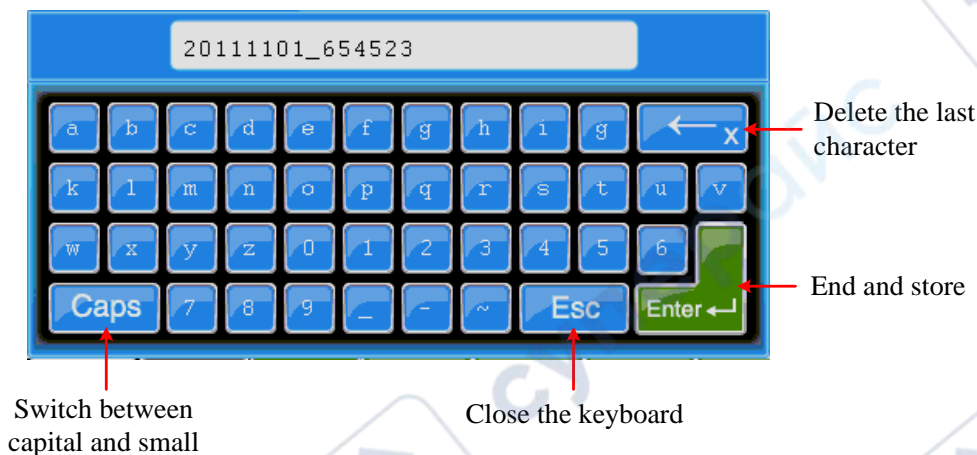 20111101_654523
a b c d e f g h i g x
k l m n o p q r s t u v
w x y z 0 1 2 3 4 5 6
Caps 7 8 9 _ - ~ Esc Enter
Delete the last
character
End and store
Switch between
capital and small
Close the keyboard